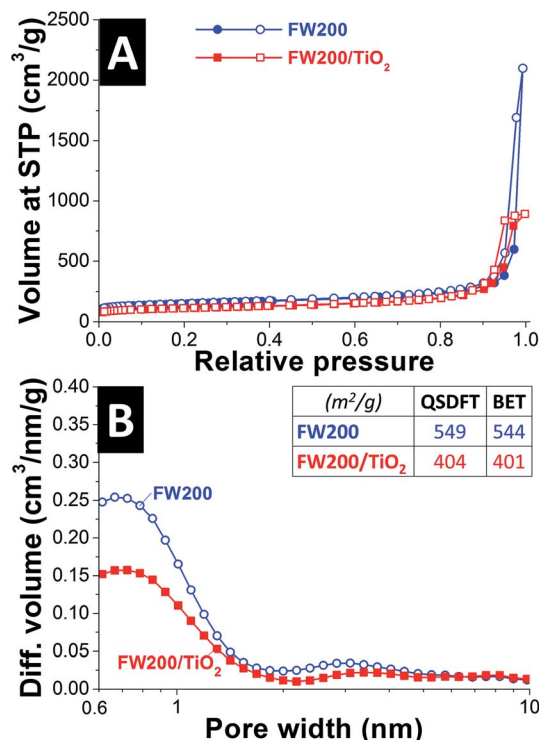 A
FW200
FW200/TiO₂
2500
2000
1500
1000
500
0
Volume at STP (cm³/g)
0.0 0.2 0.4 0.6 0.8 1.0
Relative pressure
B
(m²/g) QSDFT BET
FW200 549 544
FW200/TiO₂ 404 401
0.40
0.35
0.30
0.25
0.20
0.15
0.10
0.05
0.00
Diff. volume (cm³/nm/g)
FW200
FW200/TiO₂
0.6 1 10
Pore width (nm)